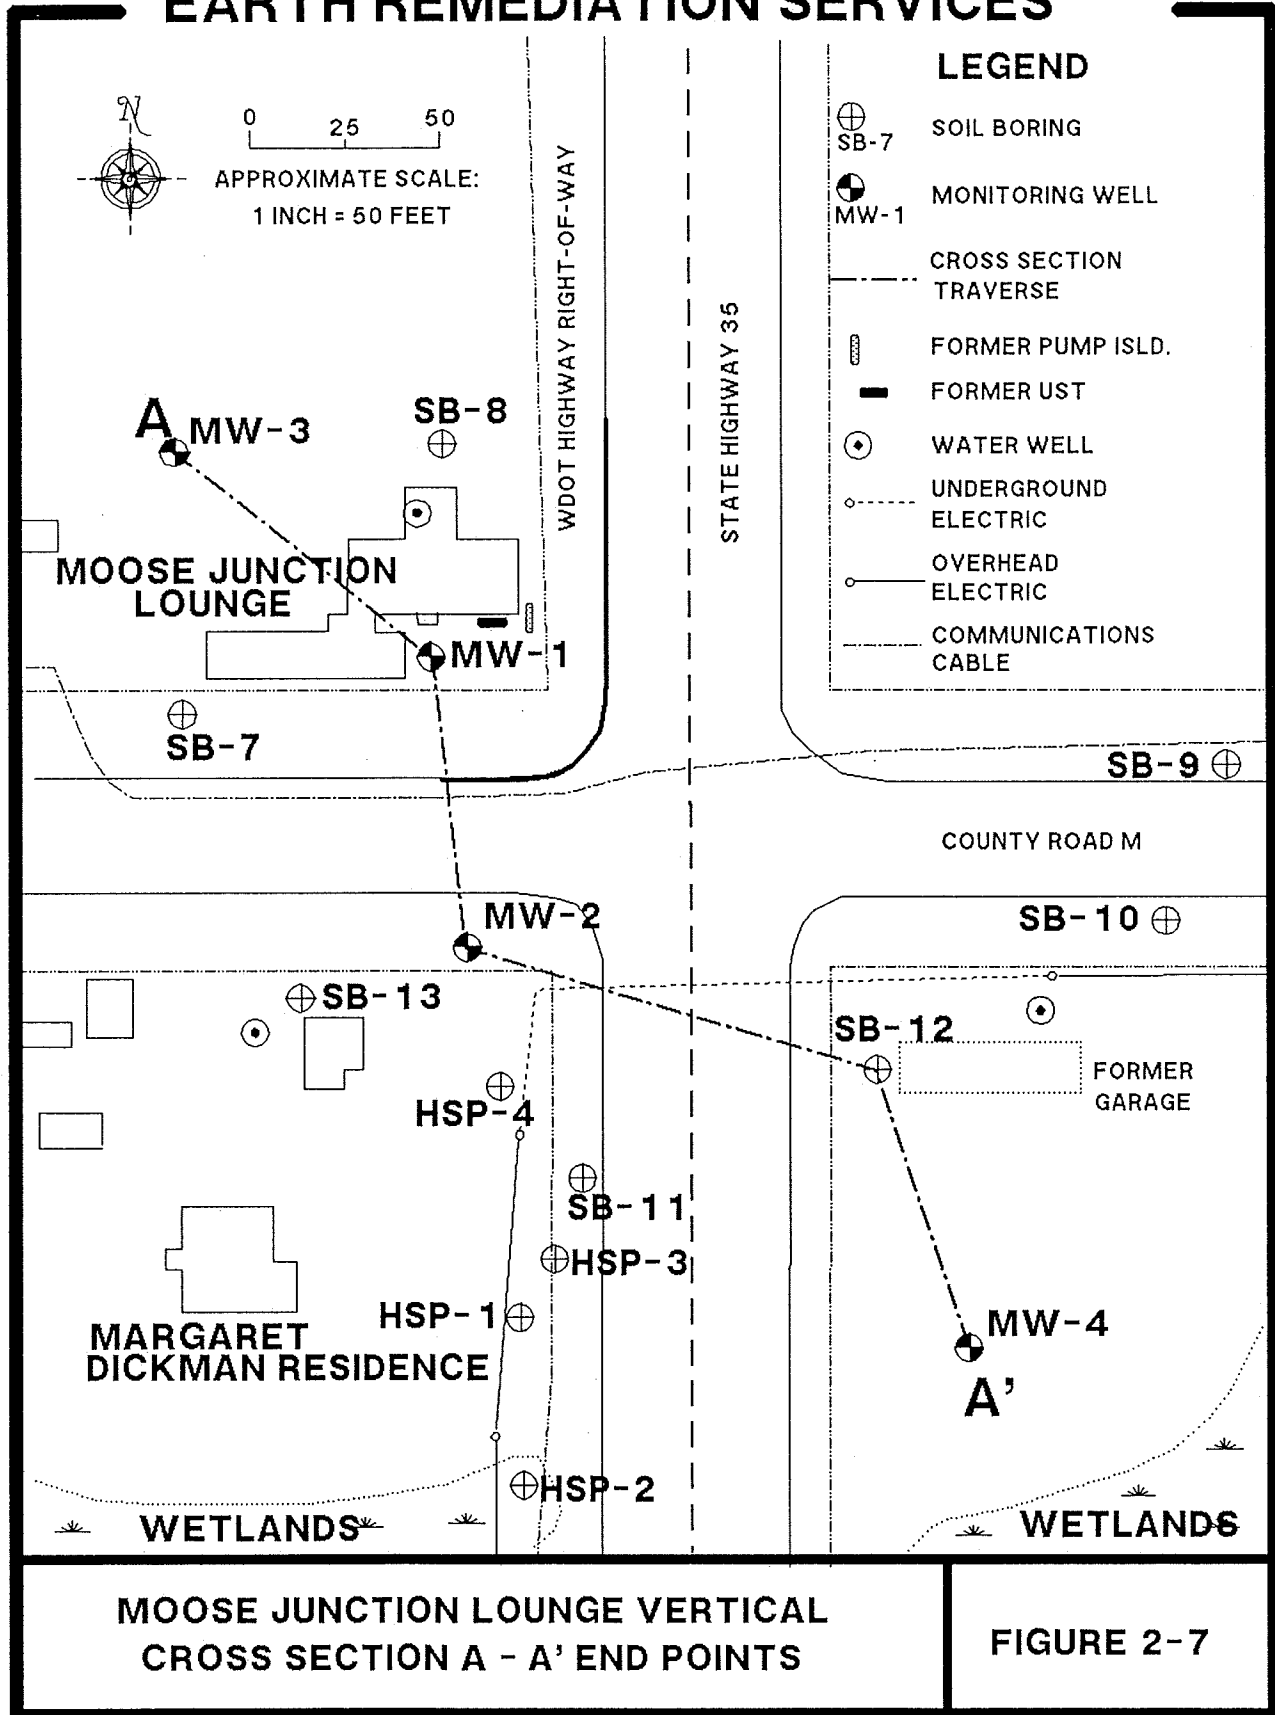 EARTH REMEDIATION SERVICES
N
0 25 50
APPROXIMATE SCALE:
1 INCH = 50 FEET
WDOT HIGHWAY RIGHT-OF-WAY
STATE HIGHWAY 35
LEGEND
SB-7
SOIL BORING
MW-1
MONITORING WELL
CROSS SECTION
TRAVERSE
FORMER PUMP ISLD.
FORMER UST
WATER WELL
UNDERGROUND
ELECTRIC
OVERHEAD
ELECTRIC
COMMUNICATIONS
CABLE
A
MW-3
SB-8
MOOSE JUNCTION
LOUNGE
MW-1
SB-7
SB-9
COUNTY ROAD M
MW-2
SB-10
SB-13
SB-12
FORMER
GARAGE
HSP-4
SB-11
HSP-3
HSP-1
MARGARET
DICKMAN RESIDENCE
MW-4
A'
HSP-2
WETLANDS
WETLANDS
MOOSE JUNCTION LOUNGE VERTICAL
CROSS SECTION A - A' END POINTS
FIGURE 2-7